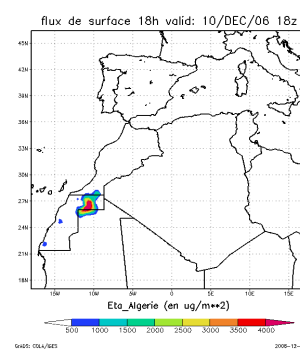 flux de surface 18h valid: 10/DEC/06 18z
45N
42N
39N
36N
33N
30N
27N
24N
21N
18N
15W 10W 5W 0 5E 10E 15E
Eta_Algerie (en ug/m**2)
500 1000 1500 2000 2500 3000 3500 4000
GrADS: COLA/IGES 2008-12-